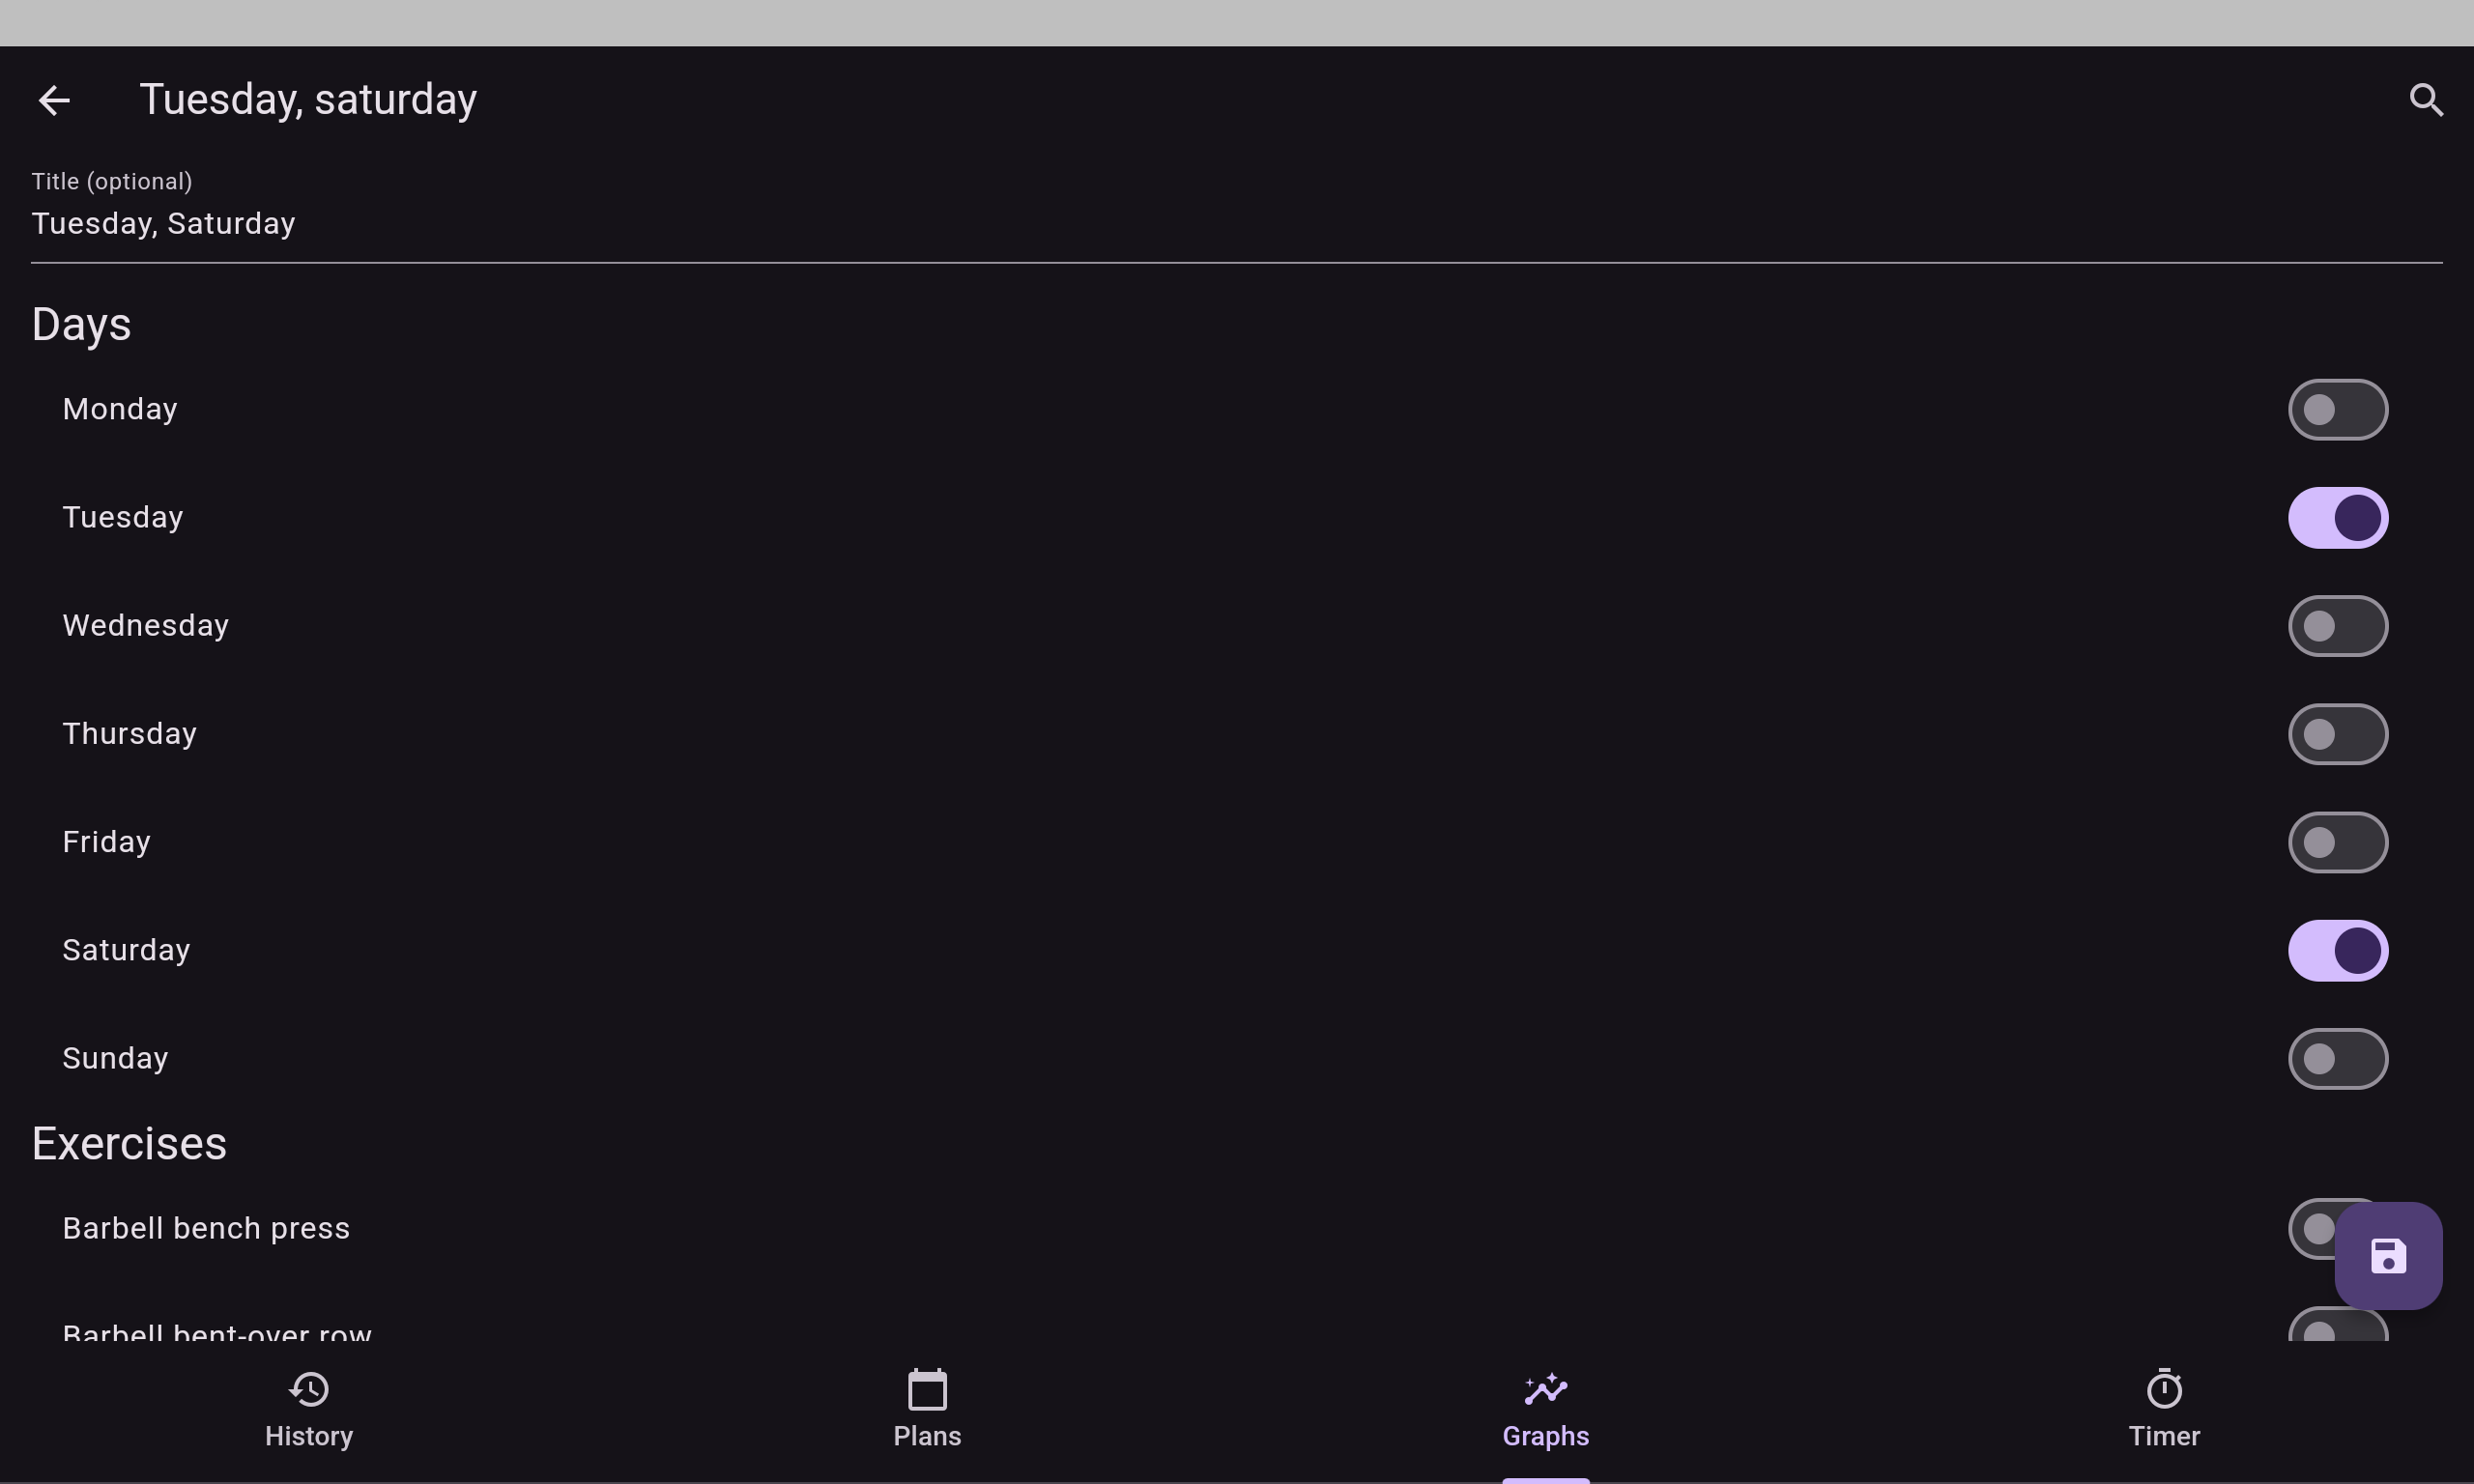 Tuesday, saturday
Title (optional)
Tuesday, Saturday
Days
Monday
Tuesday
Wednesday
Thursday
Friday
Saturday
Sunday
Exercises
Barbell bench press
Barbell bent-over row
History
Plans
Graphs
Timer